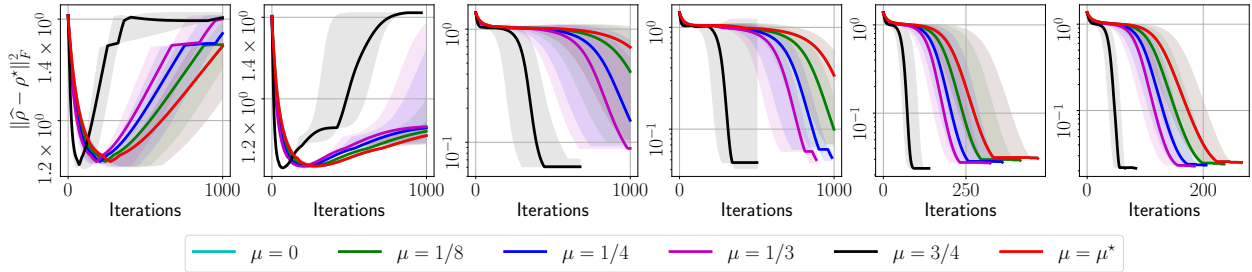 ‖ρ̂ − ρ⋆‖²_F
1.4 × 10⁰
1.2 × 10⁰
× 10⁰
0
1000
Iterations
1.4 × 10⁰
1.2 × 10⁰
× 10⁰
0
1000
Iterations
10⁰
10⁻¹
0
1000
Iterations
10⁰
10⁻¹
0
1000
Iterations
10⁰
10⁻¹
0
250
Iterations
10⁰
10⁻¹
0
200
Iterations
μ = 0
μ = 1/8
μ = 1/4
μ = 1/3
μ = 3/4
μ = μ⋆